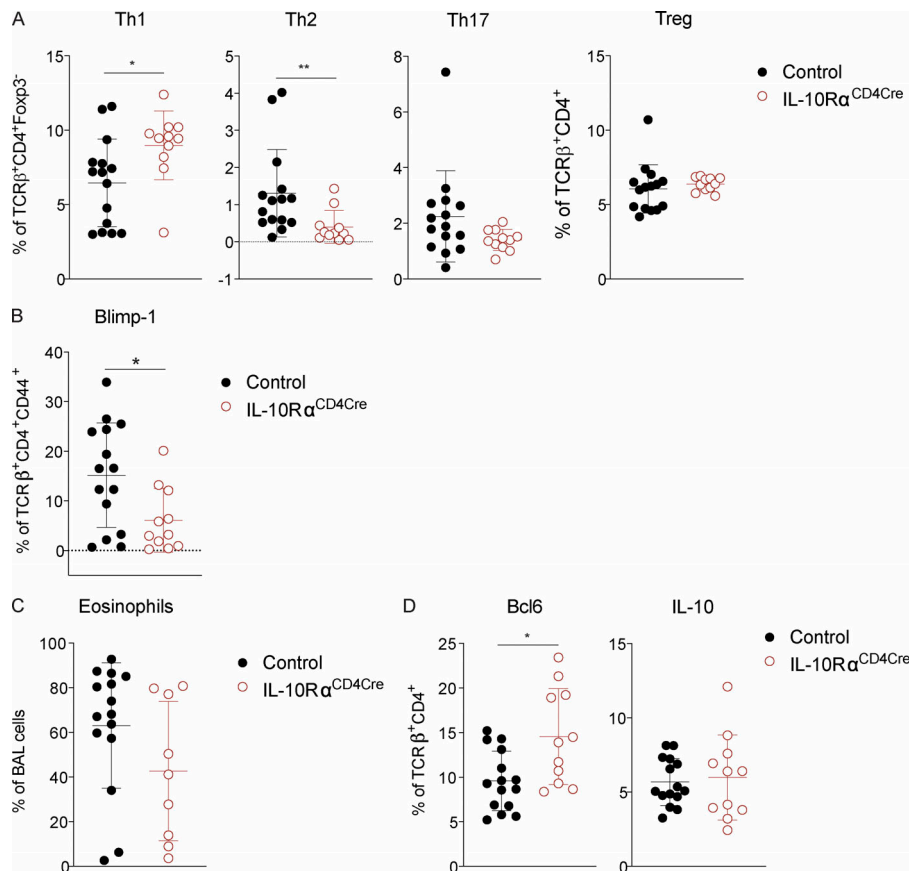 A
Th1
Th2
Th17
Treg
% of TCRβ⁺CD4⁺Foxp3⁻
15
10
5
0
*
5
4
3
2
1
0
-1
**
8
6
4
2
0
% of TCRβ⁺CD4⁺
15
10
5
0
Control
IL-10Rα^CD4Cre
B
Blimp-1
% of TCRβ⁺CD4⁺CD44⁺
40
30
20
10
0
*
Control
IL-10Rα^CD4Cre
C
Eosinophils
% of BAL cells
100
80
60
40
20
0
Control
IL-10Rα^CD4Cre
D
Bcl6
IL-10
% of TCRβ⁺CD4⁺
25
20
15
10
5
0
*
15
10
5
0
Control
IL-10Rα^CD4Cre